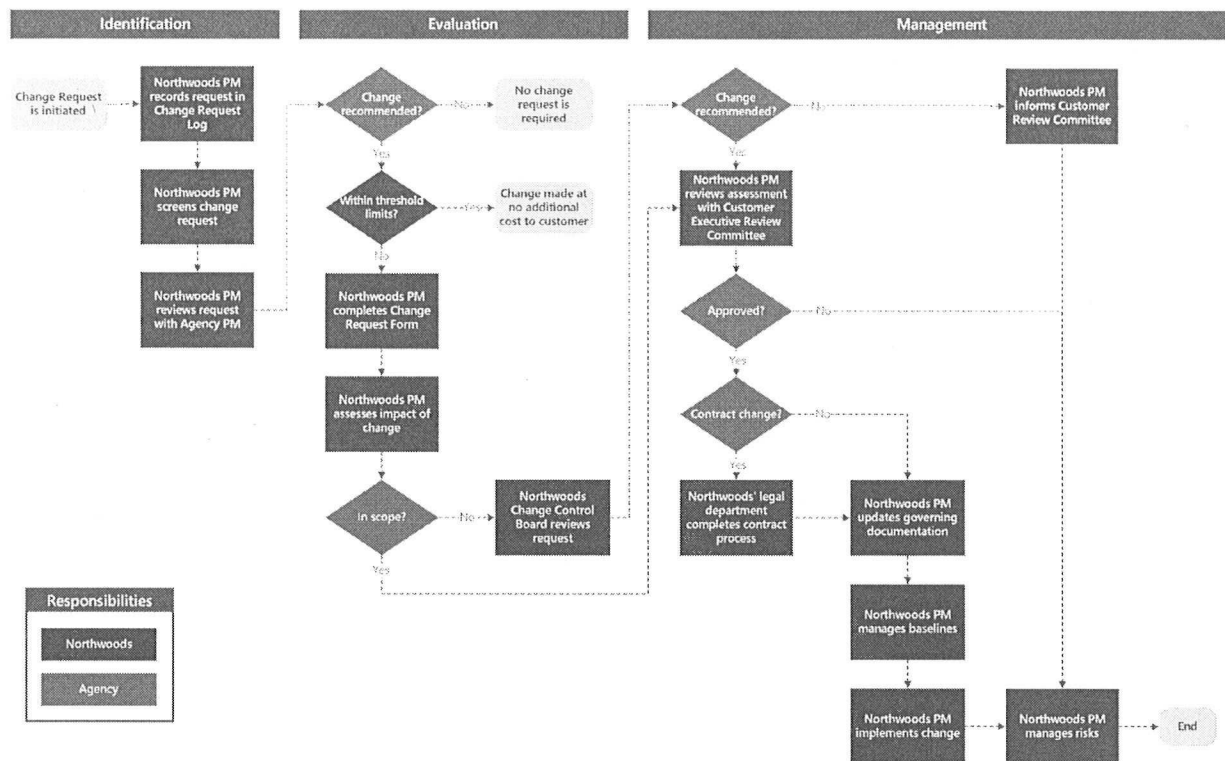 Identification
Evaluation
Management
Change Request
is initiated
Northwoods PM
records request in
Change Request
Log
Northwoods PM
screens change
request
Northwoods PM
reviews request
with Agency PM
Change
recommended?
No
No change
request is
required
Yes
Within threshold
limits?
Yes
Change made at
no additional
cost to customer
No
Northwoods PM
completes Change
Request Form
Northwoods PM
assesses impact of
change
In scope?
No
Northwoods
Change Control
Board reviews
request
Yes
Change
recommended?
No
Northwoods PM
informs Customer
Review Committee
Yes
Northwoods PM
reviews assessment
with Customer
Executive Review
Committee
Approved?
No
Yes
Contract change?
No
Yes
Northwoods' legal
department
completes contract
process
Northwoods PM
updates governing
documentation
Northwoods PM
manages baselines
Northwoods PM
implements change
Northwoods PM
manages risks
End
Responsibilities
Northwoods
Agency